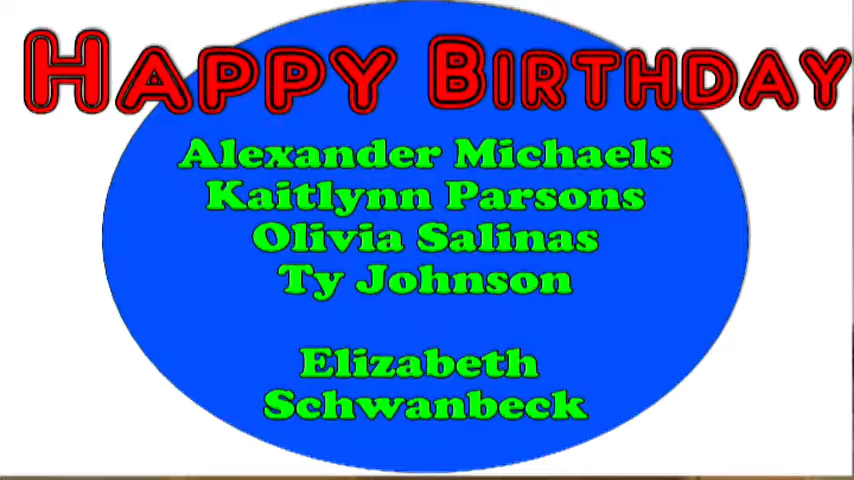 Happy Birthday
Alexander Michaels
Kaitlynn Parsons
Olivia Salinas
Ty Johnson
Elizabeth
Schwanbeck